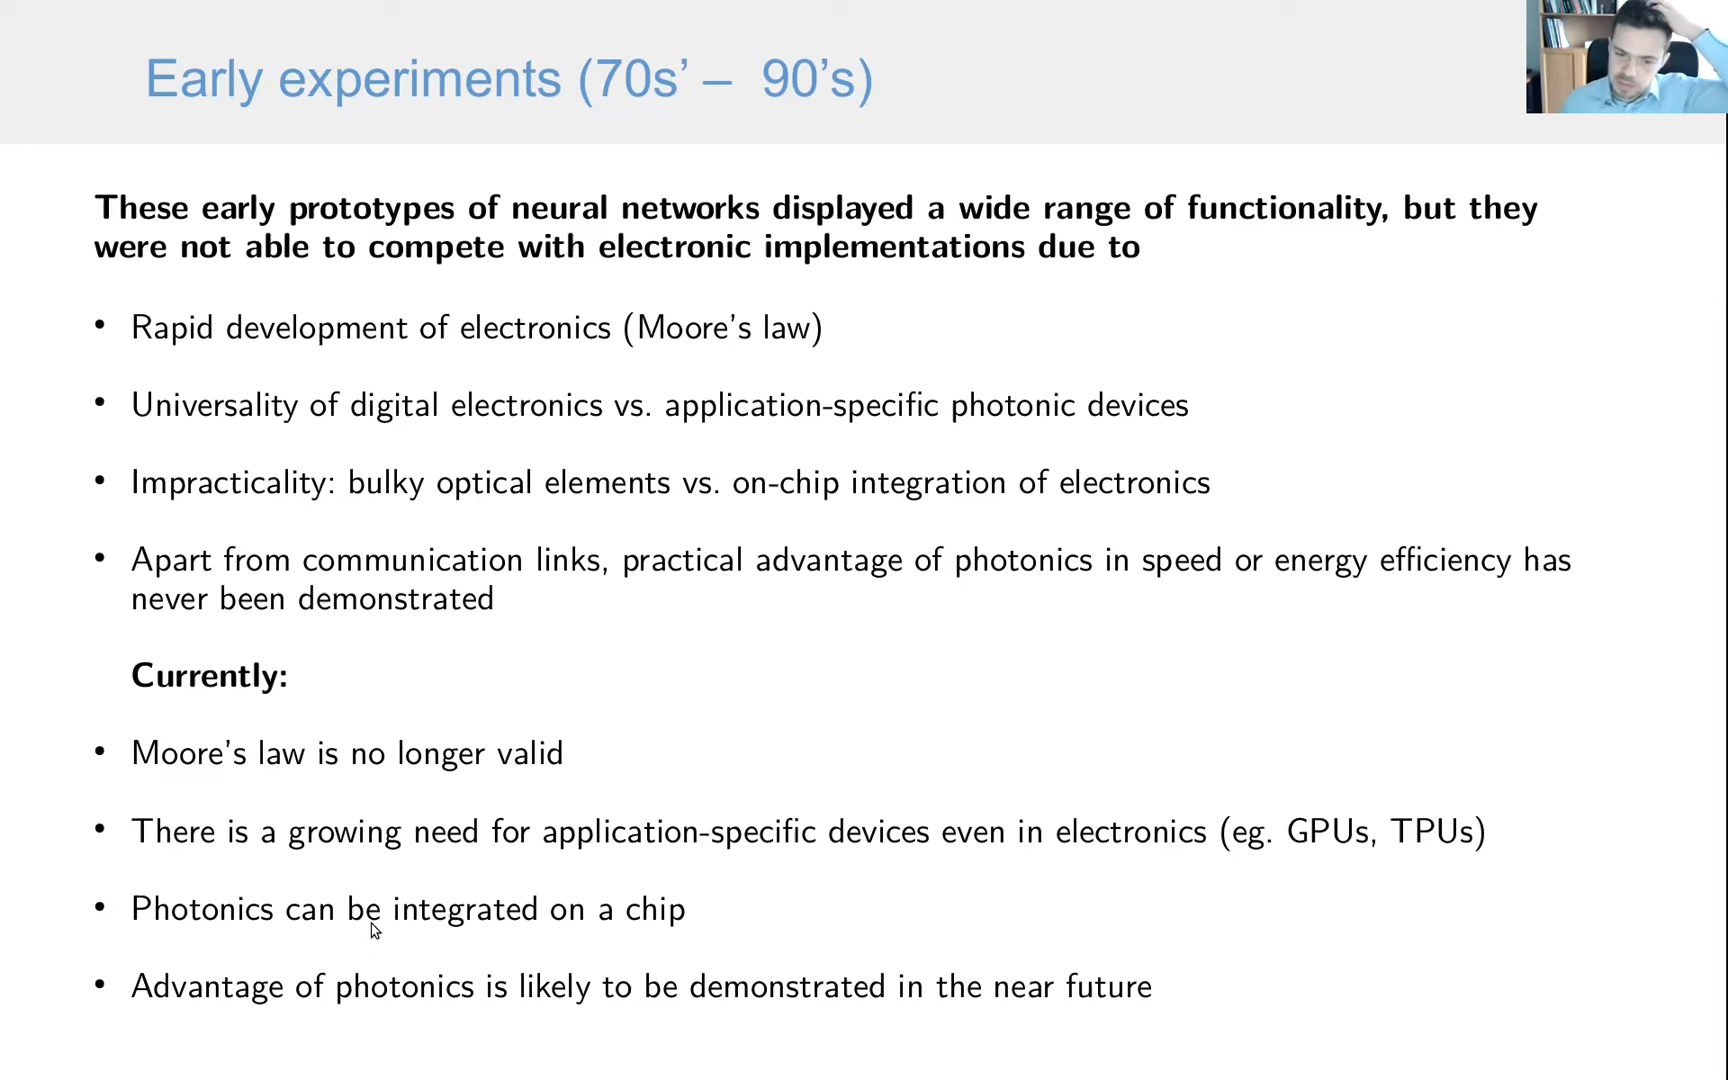 Early experiments (70s’ – 90’s)
These early prototypes of neural networks displayed a wide range of functionality, but they
were not able to compete with electronic implementations due to
• Rapid development of electronics (Moore’s law)
• Universality of digital electronics vs. application-specific photonic devices
• Impracticality: bulky optical elements vs. on-chip integration of electronics
• Apart from communication links, practical advantage of photonics in speed or energy efficiency has
never been demonstrated
Currently:
• Moore’s law is no longer valid
• There is a growing need for application-specific devices even in electronics (eg. GPUs, TPUs)
• Photonics can be integrated on a chip
• Advantage of photonics is likely to be demonstrated in the near future